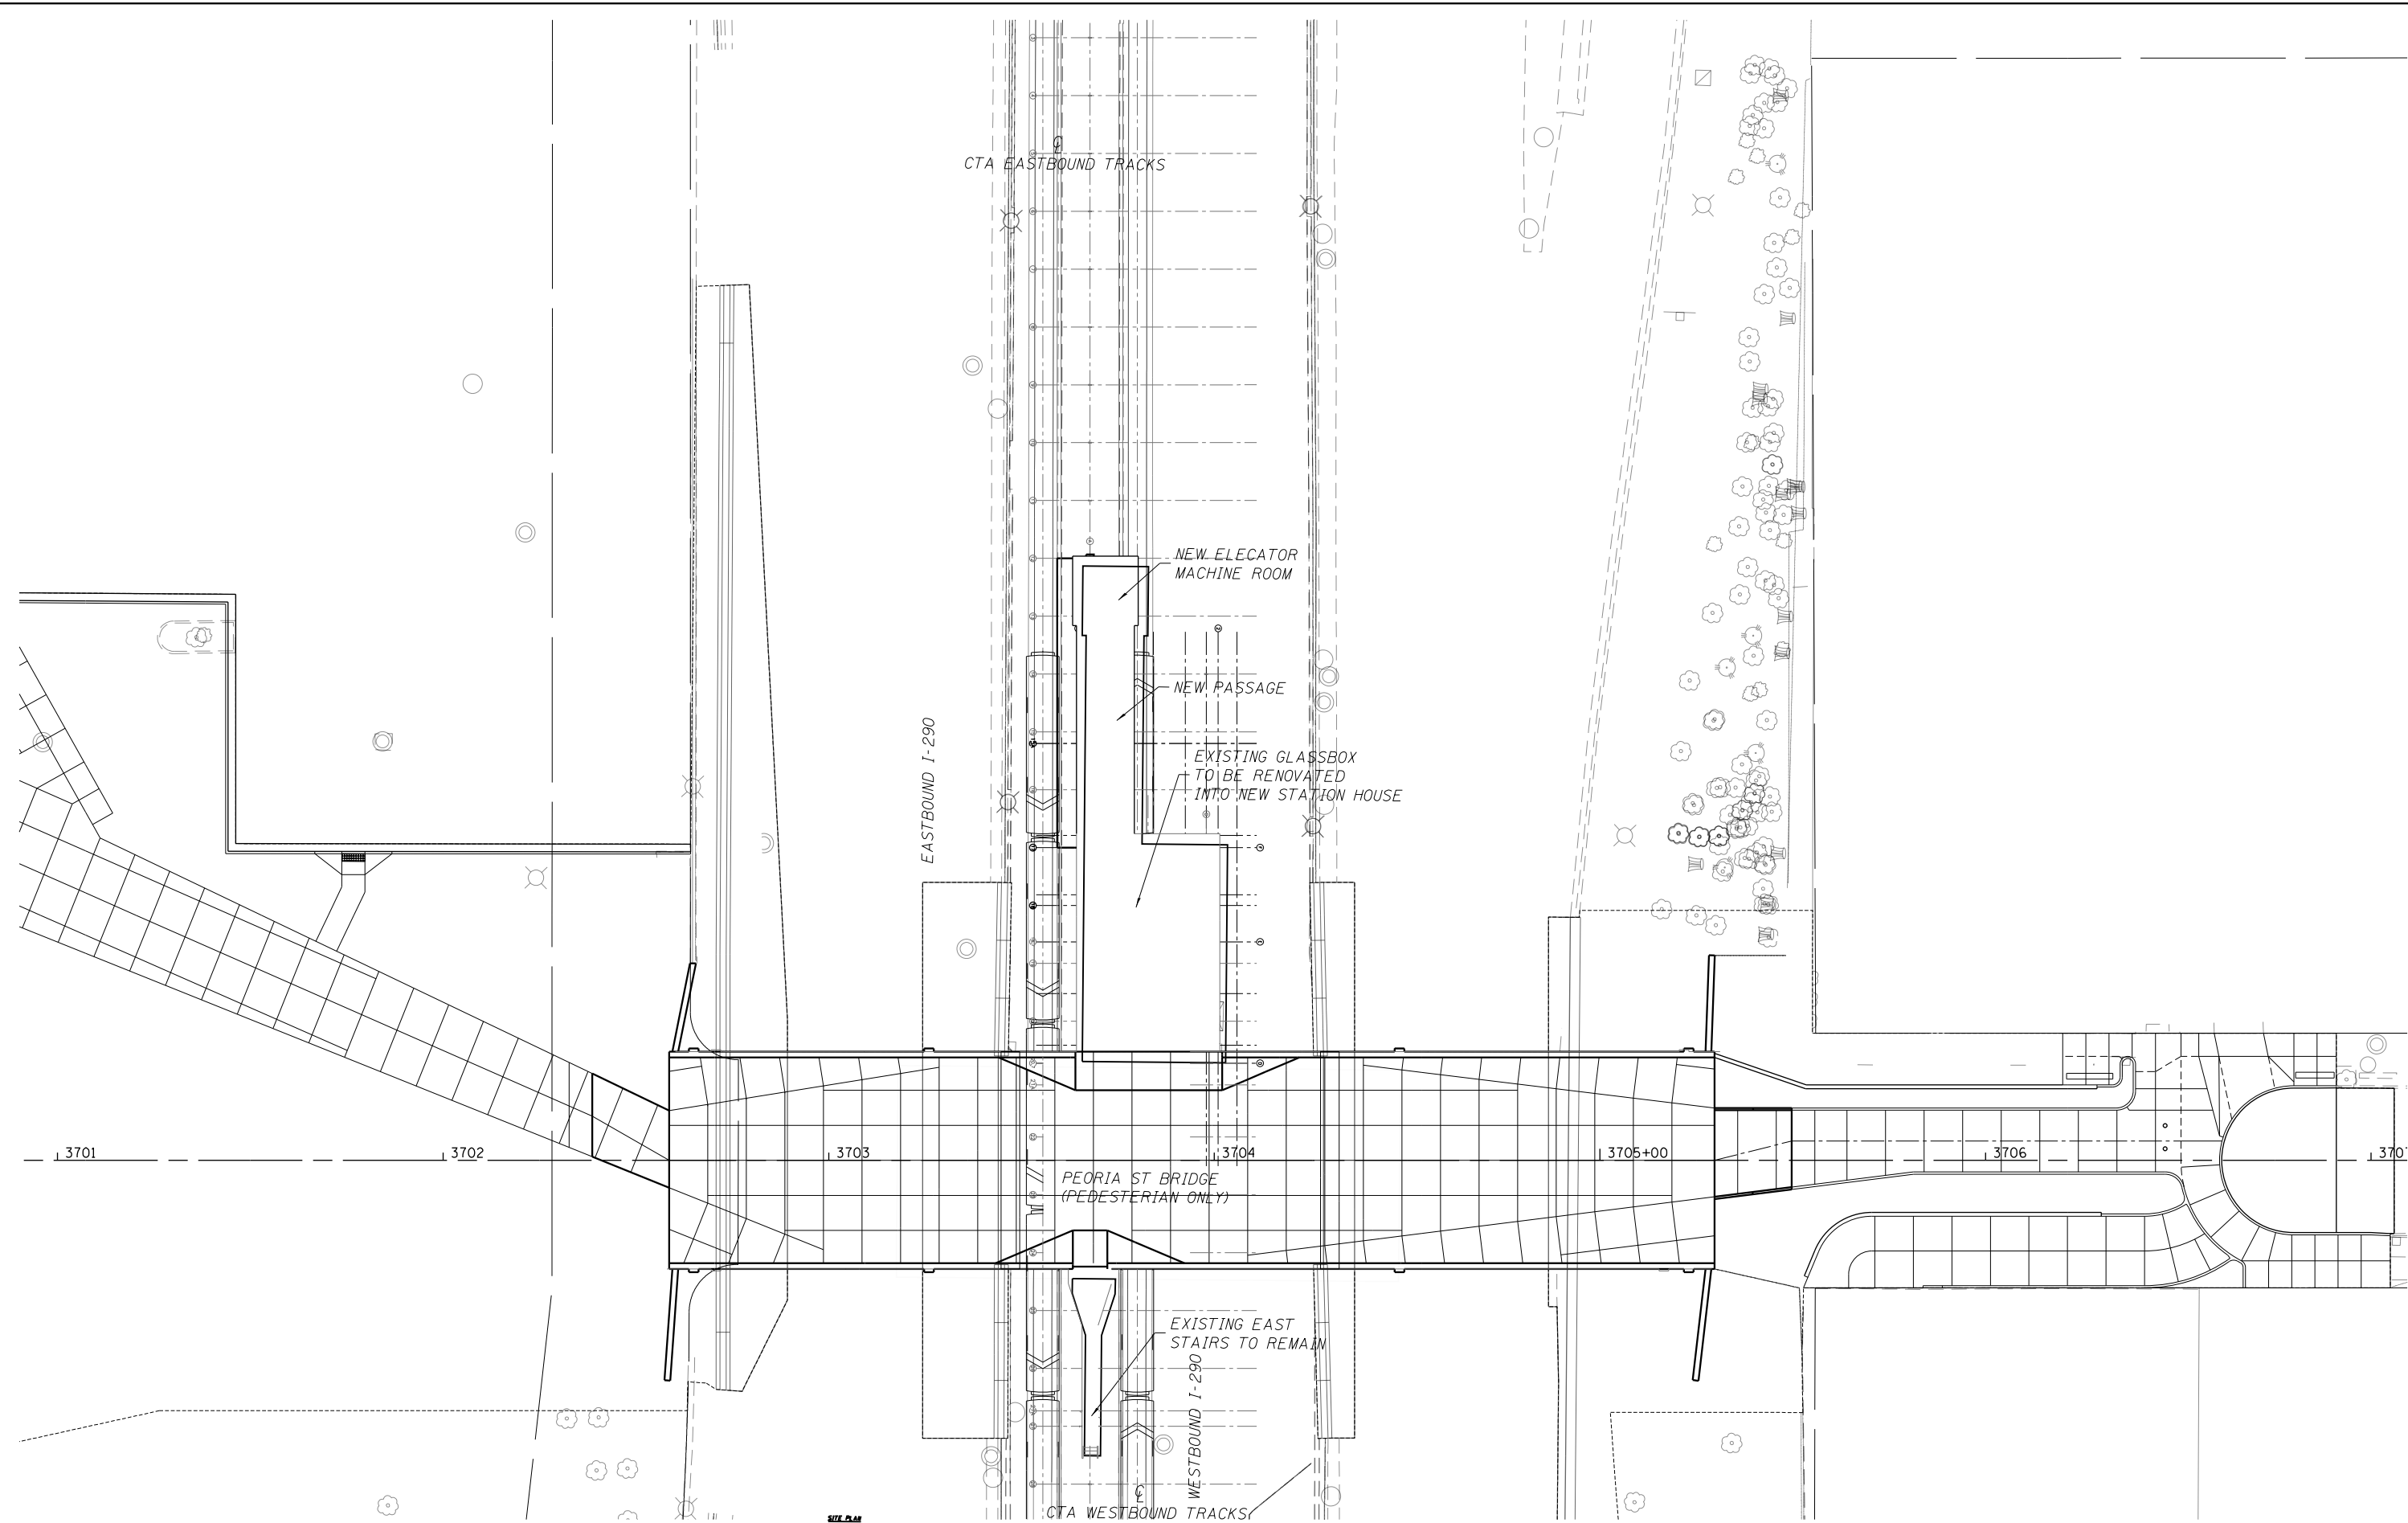 ℄
CTA EASTBOUND TRACKS
NEW ELECATOR
MACHINE ROOM
NEW PASSAGE
EASTBOUND I-290
EXISTING GLASSBOX
TO BE RENOVATED
INTO NEW STATION HOUSE
3701
3702
3703
3704
3705+00
3706
PEORIA ST BRIDGE
(PEDESTERIAN ONLY)
EXISTING EAST
STAIRS TO REMAIN
WESTBOUND I-290
℄
CTA WESTBOUND TRACKS
SITE PLAN